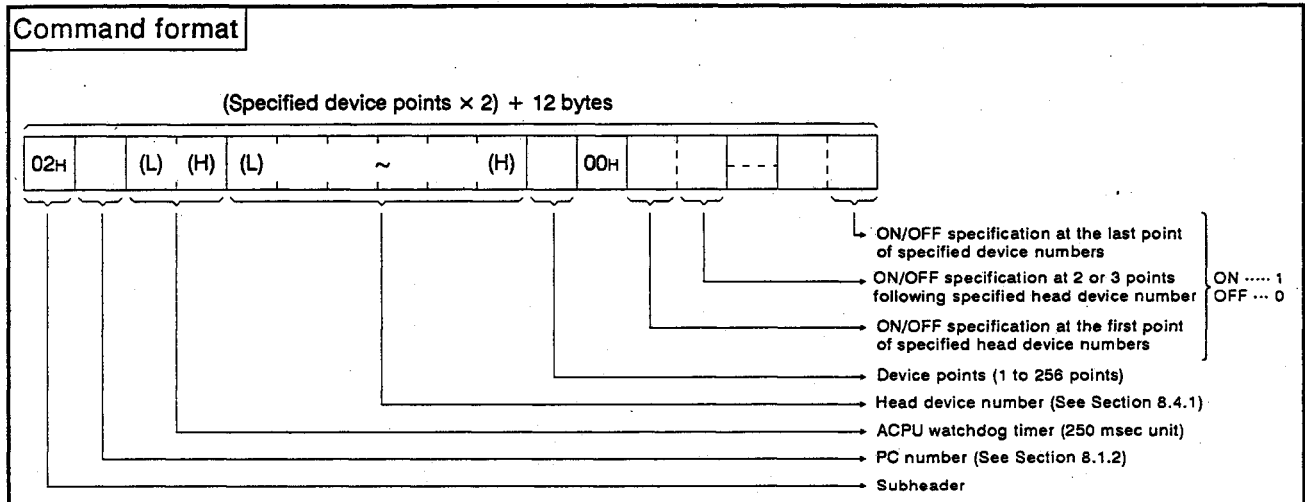 Command format
(Specified device points × 2) + 12 bytes
02H (L) (H) (L) ~ (H) 00H
ON/OFF specification at the last point
of specified device numbers
ON/OFF specification at 2 or 3 points
following specified head device number
ON ····· 1
OFF ··· 0
ON/OFF specification at the first point
of specified head device numbers
Device points (1 to 256 points)
Head device number (See Section 8.4.1)
ACPU watchdog timer (250 msec unit)
PC number (See Section 8.1.2)
Subheader